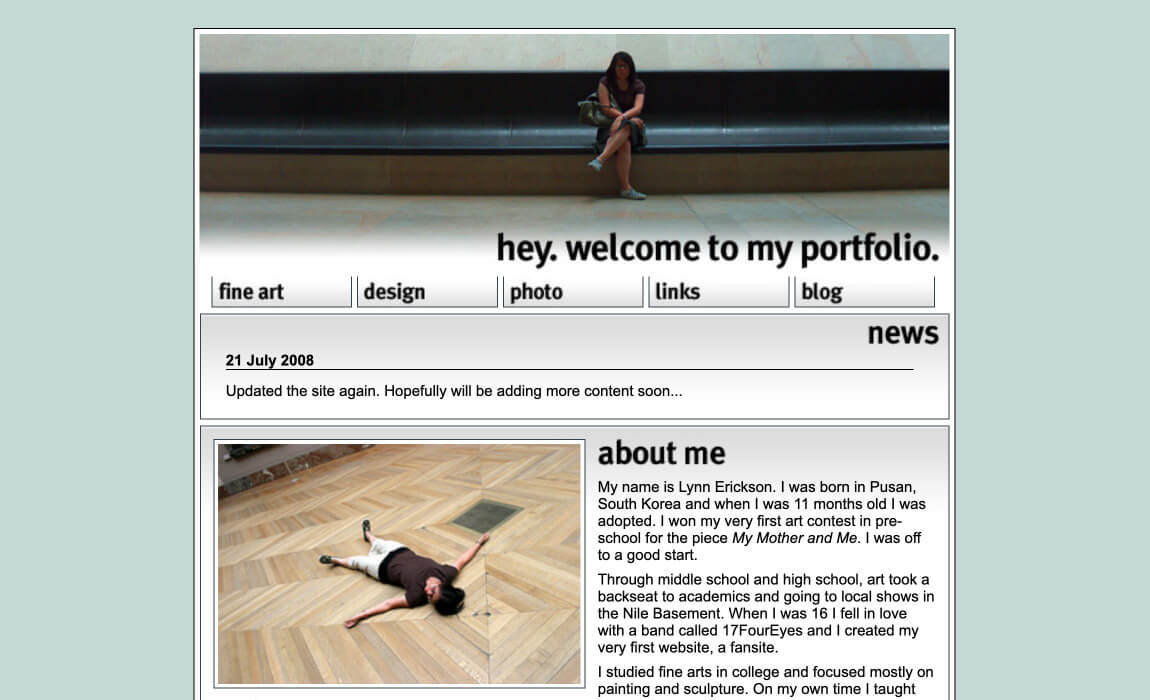 hey. welcome to my portfolio.
fine art
design
photo
links
blog
news
21 July 2008
Updated the site again. Hopefully will be adding more content soon...
about me
My name is Lynn Erickson. I was born in Pusan,
South Korea and when I was 11 months old I was
adopted. I won my very first art contest in pre-
school for the piece My Mother and Me. I was off
to a good start.
Through middle school and high school, art took a
backseat to academics and going to local shows in
the Nile Basement. When I was 16 I fell in love
with a band called 17FourEyes and I created my
very first website, a fansite.
I studied fine arts in college and focused mostly on
painting and sculpture. On my own time I taught